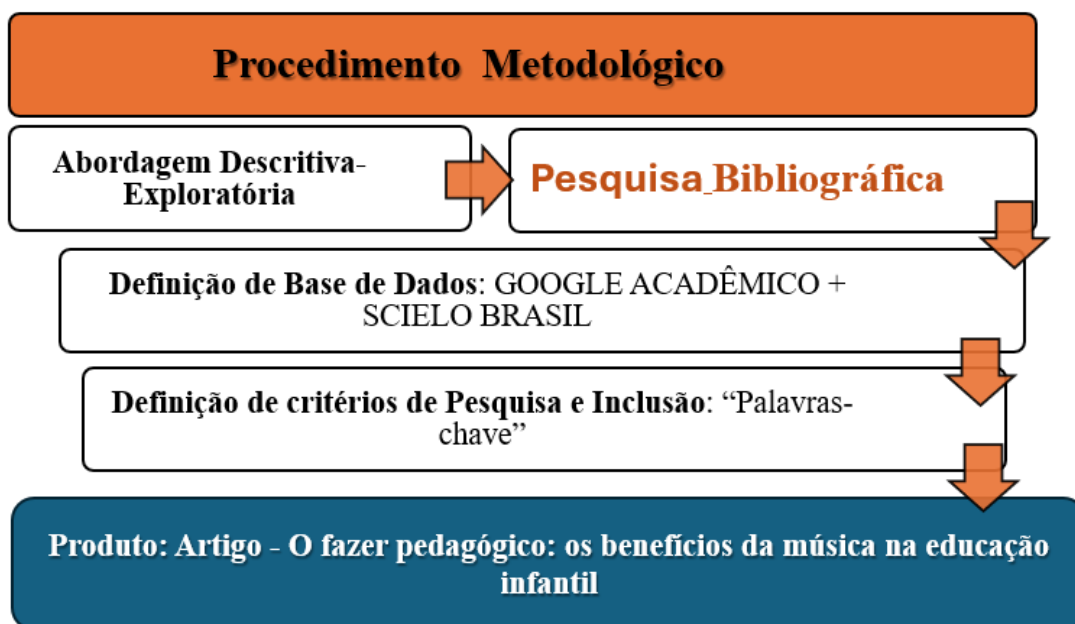 Procedimento Metodológico
Abordagem Descritiva-
Exploratória
Pesquisa Bibliográfica
Definição de Base de Dados: GOOGLE ACADÊMICO +
SCIELO BRASIL
Definição de critérios de Pesquisa e Inclusão: “Palavras-
chave”
Produto: Artigo - O fazer pedagógico: os benefícios da música na educação
infantil